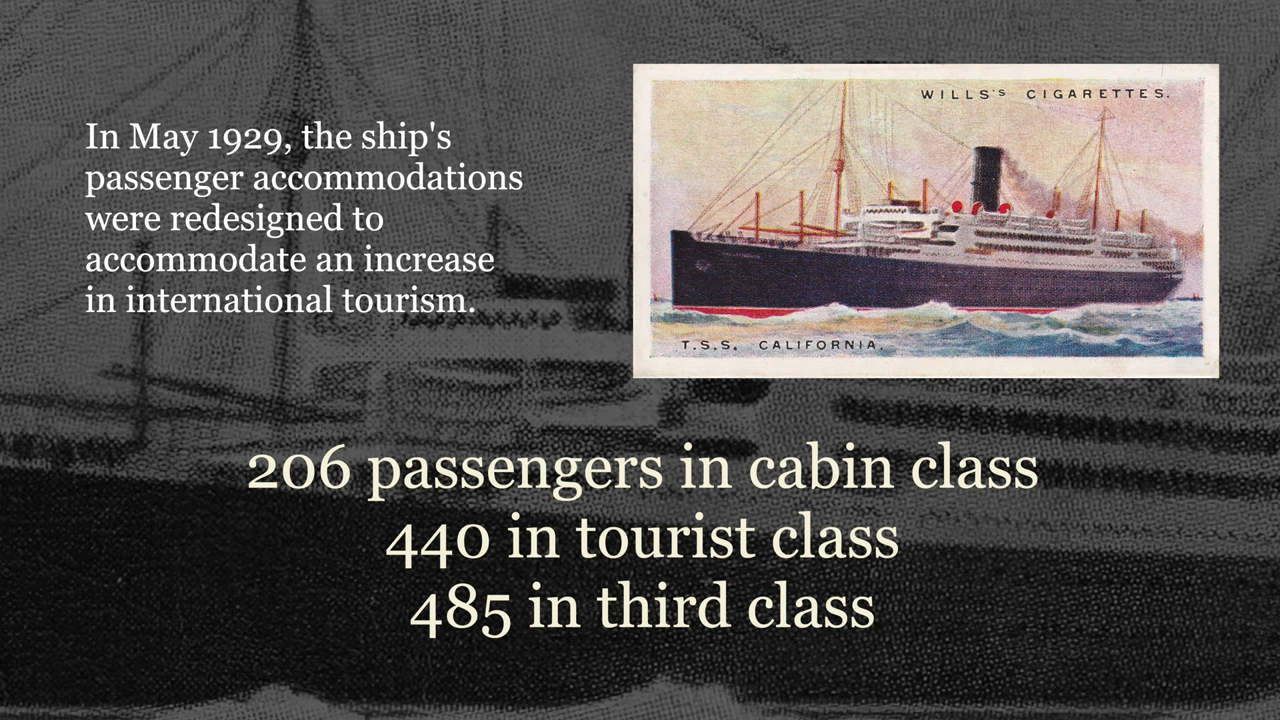 In May 1929, the ship's
passenger accommodations
were redesigned to
accommodate an increase
in international tourism.
WILLS'S CIGARETTES.
T.S.S. CALIFORNIA.
206 passengers in cabin class
440 in tourist class
485 in third class